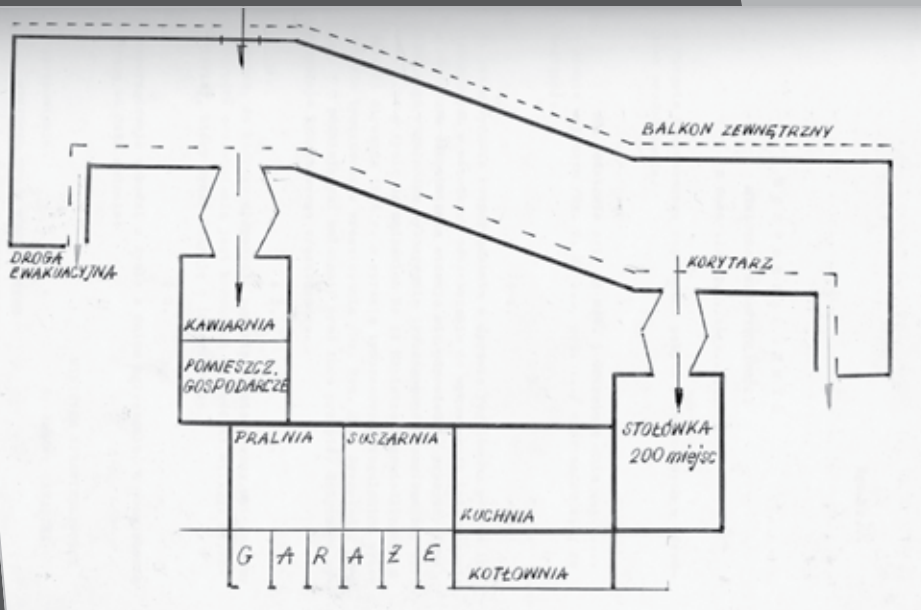 BALKON ZEWNĘTRZNY
DROGA
EWAKUACYJNA
KORYTARZ
KAWIARNIA
POMIESZCZ.
GOSPODARCZE
PRALNIA
SUSZARNIA
STOŁÓWKA
200 miejsc
KUCHNIA
G A R A Ż E
KOTŁOWNIA